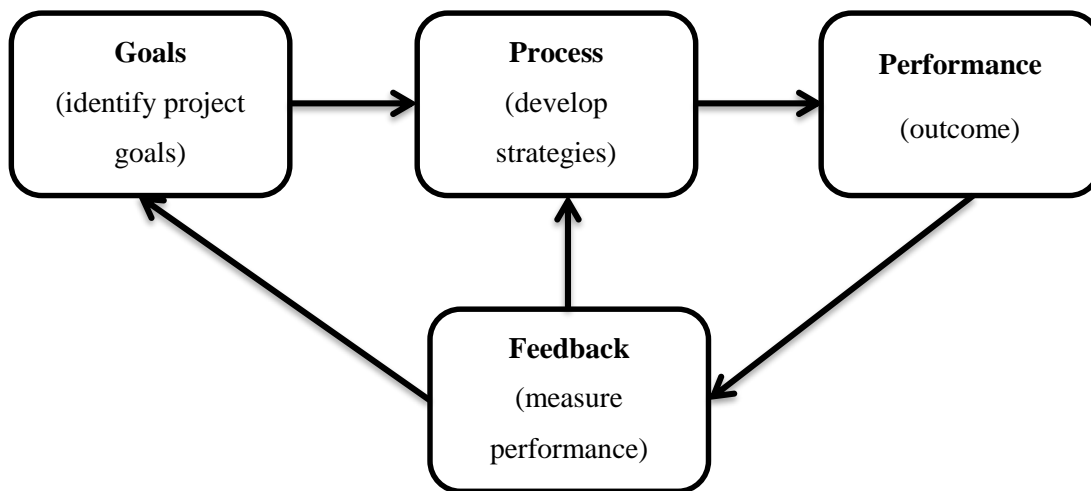 Goals
(identify project
goals)
Process
(develop
strategies)
Performance
(outcome)
Feedback
(measure
performance)